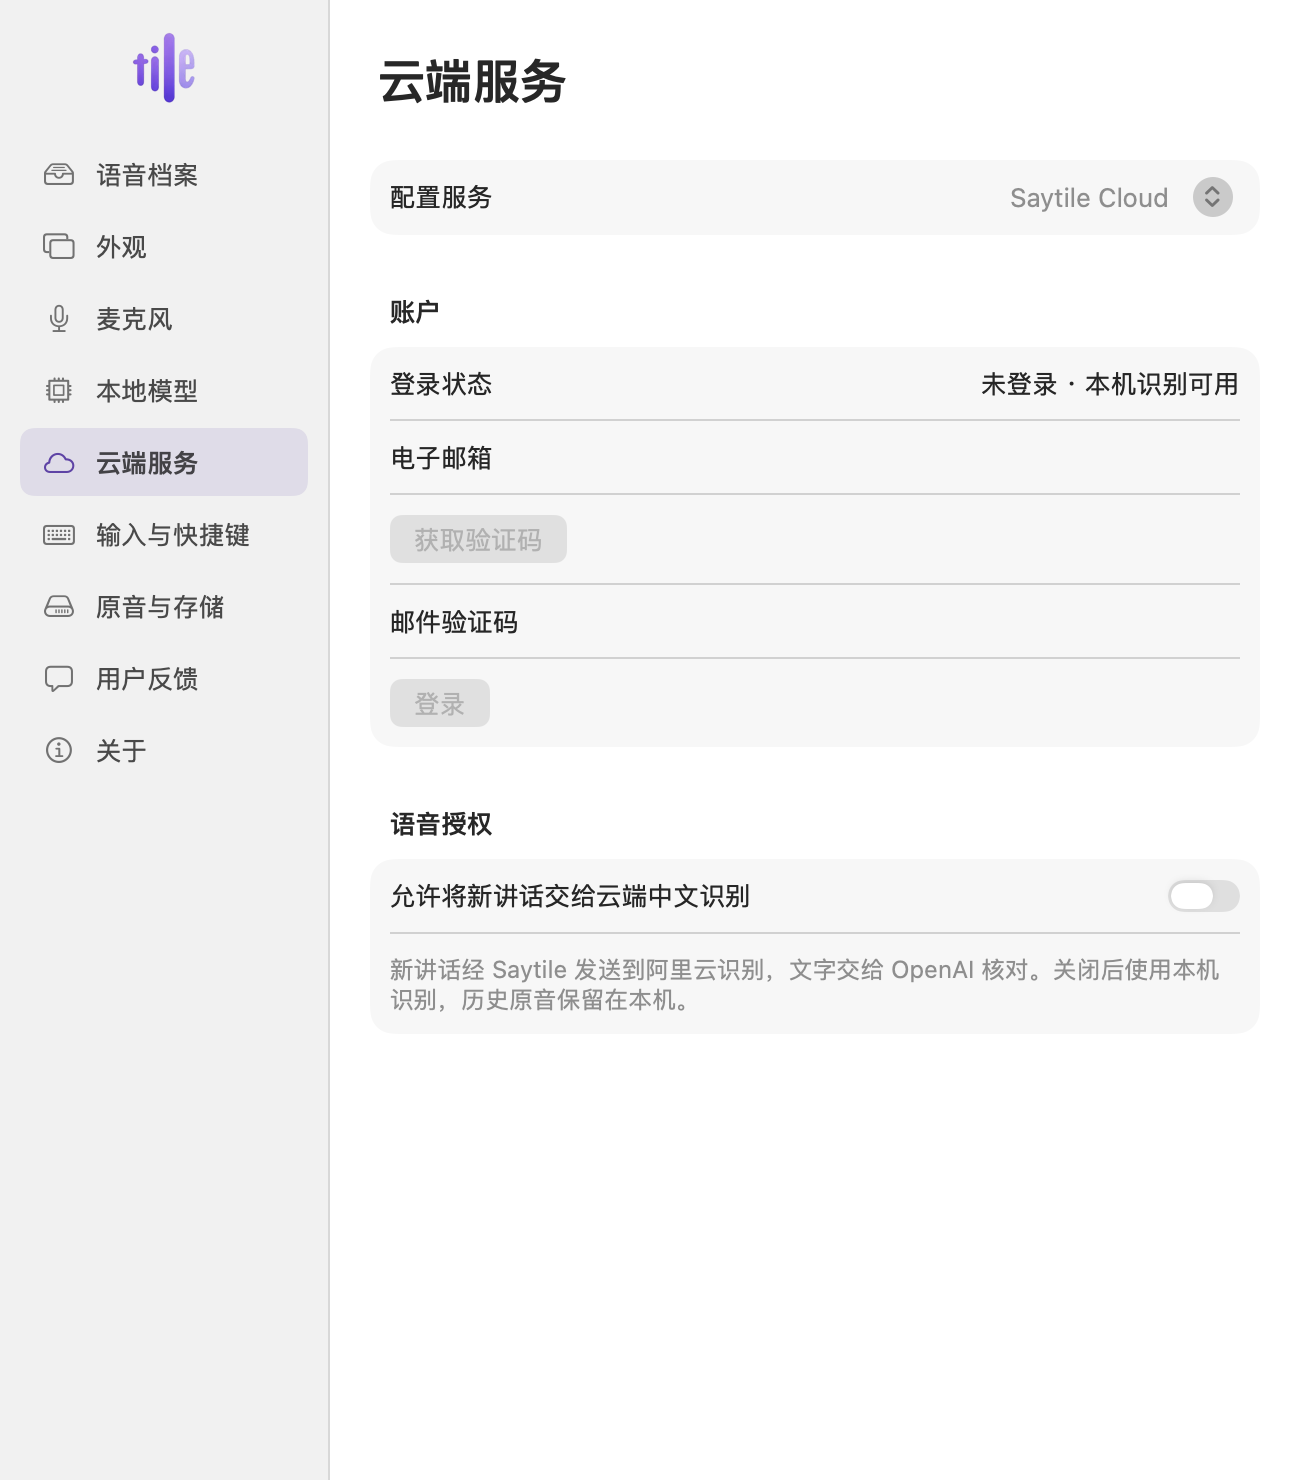 tile
语音档案
外观
麦克风
本地模型
云端服务
输入与快捷键
原音与存储
用户反馈
关于
云端服务
配置服务 Saytile Cloud
账户
登录状态 未登录 · 本机识别可用
电子邮箱
获取验证码
邮件验证码
登录
语音授权
允许将新讲话交给云端中文识别
新讲话经 Saytile 发送到阿里云识别，文字交给 OpenAI 核对。关闭后使用本机
识别，历史原音保留在本机。